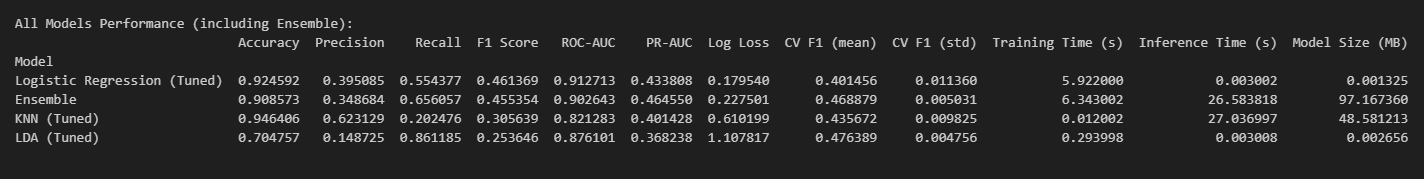 All Models Performance (including Ensemble):
Accuracy Precision Recall F1 Score ROC-AUC PR-AUC Log Loss CV F1 (mean) CV F1 (std) Training Time (s) Inference Time (s) Model Size (MB)
Model
Logistic Regression (Tuned) 0.924592 0.395085 0.554377 0.461369 0.912713 0.433808 0.179540 0.401456 0.011360 5.922000 0.003002 0.001325
Ensemble 0.908573 0.348684 0.656057 0.455354 0.902643 0.464550 0.227501 0.468879 0.005031 6.343002 26.583818 97.167360
KNN (Tuned) 0.946406 0.623129 0.202476 0.305639 0.821283 0.401428 0.610199 0.435672 0.009825 0.012002 27.036997 48.581213
LDA (Tuned) 0.704757 0.148725 0.861185 0.253646 0.876101 0.368238 1.107817 0.476389 0.004756 0.293998 0.003008 0.002656